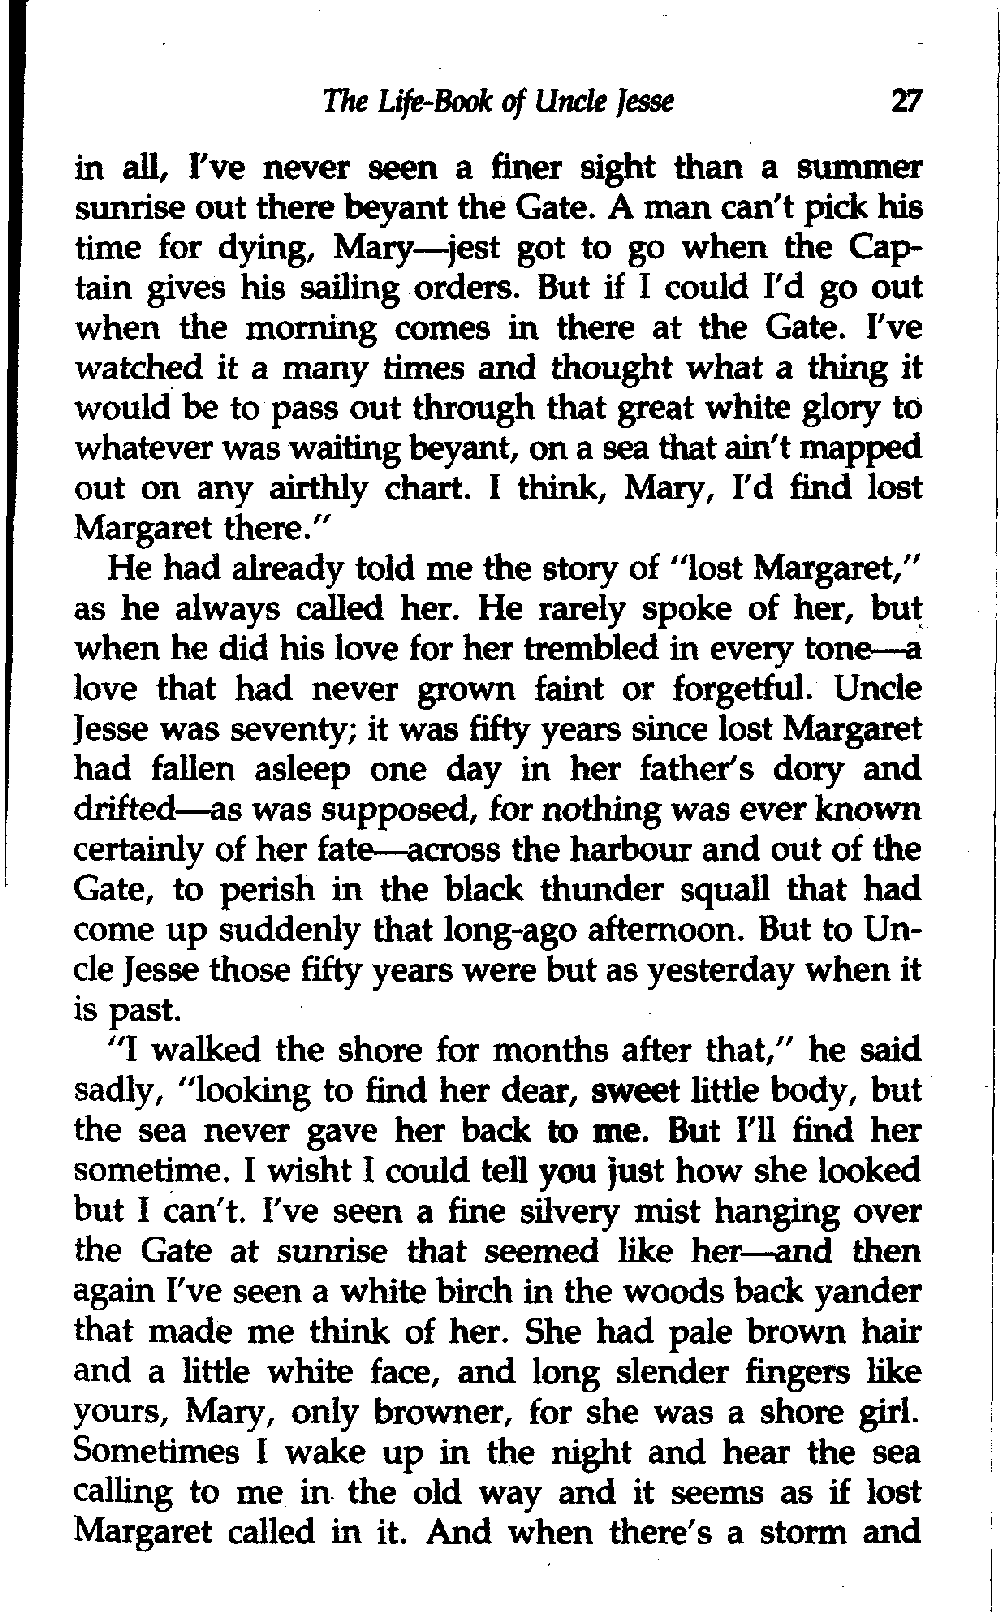 The Life-Book of Uncle Jesse 27
in all, I've never seen a finer sight than a summer
sunrise out there beyant the Gate. A man can't pick his
time for dying, Mary—jest got to go when the Cap-
tain gives his sailing orders. But if I could I'd go out
when the morning comes in there at the Gate. I've
watched it a many times and thought what a thing it
would be to pass out through that great white glory to
whatever was waiting beyant, on a sea that ain't mapped
out on any airthly chart. I think, Mary, I'd find lost
Margaret there."
He had already told me the story of "lost Margaret,"
as he always called her. He rarely spoke of her, but
when he did his love for her trembled in every tone—a
love that had never grown faint or forgetful. Uncle
Jesse was seventy; it was fifty years since lost Margaret
had fallen asleep one day in her father's dory and
drifted—as was supposed, for nothing was ever known
certainly of her fate—across the harbour and out of the
Gate, to perish in the black thunder squall that had
come up suddenly that long-ago afternoon. But to Un-
cle Jesse those fifty years were but as yesterday when it
is past.
"I walked the shore for months after that," he said
sadly, "looking to find her dear, sweet little body, but
the sea never gave her back to me. But I'll find her
sometime. I wisht I could tell you just how she looked
but I can't. I've seen a fine silvery mist hanging over
the Gate at sunrise that seemed like her—and then
again I've seen a white birch in the woods back yander
that made me think of her. She had pale brown hair
and a little white face, and long slender fingers like
yours, Mary, only browner, for she was a shore girl.
Sometimes I wake up in the night and hear the sea
calling to me in the old way and it seems as if lost
Margaret called in it. And when there's a storm and